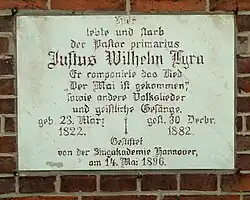 Hier
lebte und starb
der Pastor primarius
Justus Wilhelm Lyra
Er componirte das Lied
„Der Mai ist gekommen,"
sowie andere Volkslieder
und geistliche Gesänge.
geb. 23. März gest. 30 Decbr.
1822. 1882.
Gestiftet
von der Singakademie Hannover,
am 14. Mai 1896.